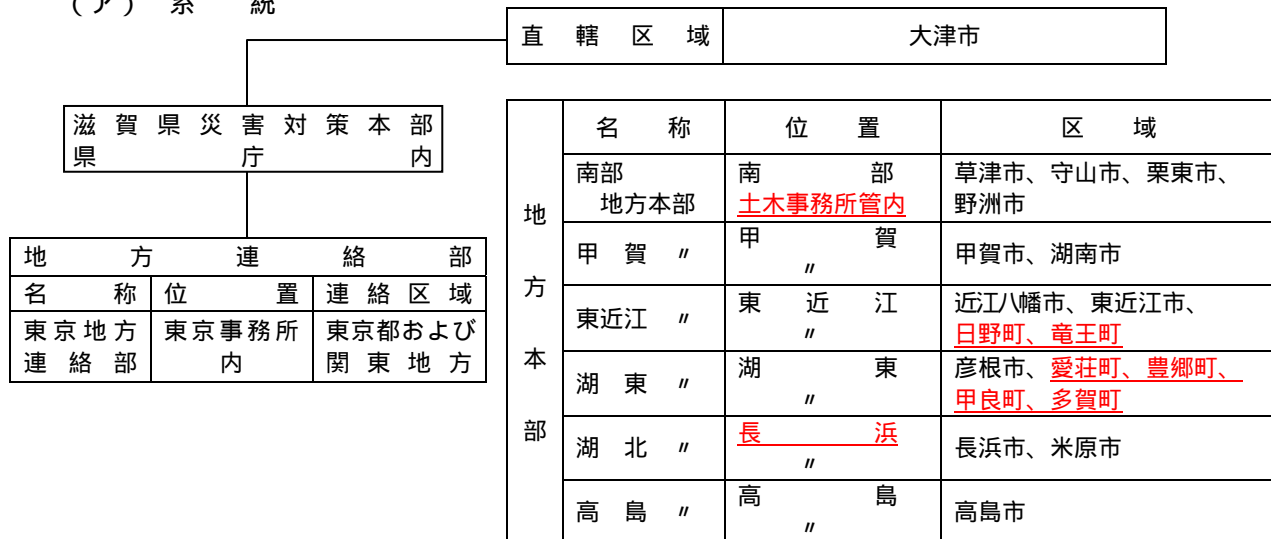 (ア) 系 統
直 轄 区 域 大津市
滋 賀 県 災 害 対 策 本 部
県 庁 内
地 方 連 絡 部
名 称 位 置 連 絡 区 域
東京地方 東京事務所 東京都および
連 絡 部 内 関 東 地 方
地方本部
名 称 位 置 区 域
南部 南 部 草津市、守山市、栗東市、
地方本部 土木事務所管内 野洲市
甲 賀 〃 甲 賀 甲賀市、湖南市
〃
東近江 〃 東 近 江 近江八幡市、東近江市、
〃 日野町、竜王町
湖 東 〃 湖 東 彦根市、愛荘町、豊郷町、
〃 甲良町、多賀町
湖 北 〃 長 浜 長浜市、米原市
〃
高 島 〃 高 島 高島市
〃